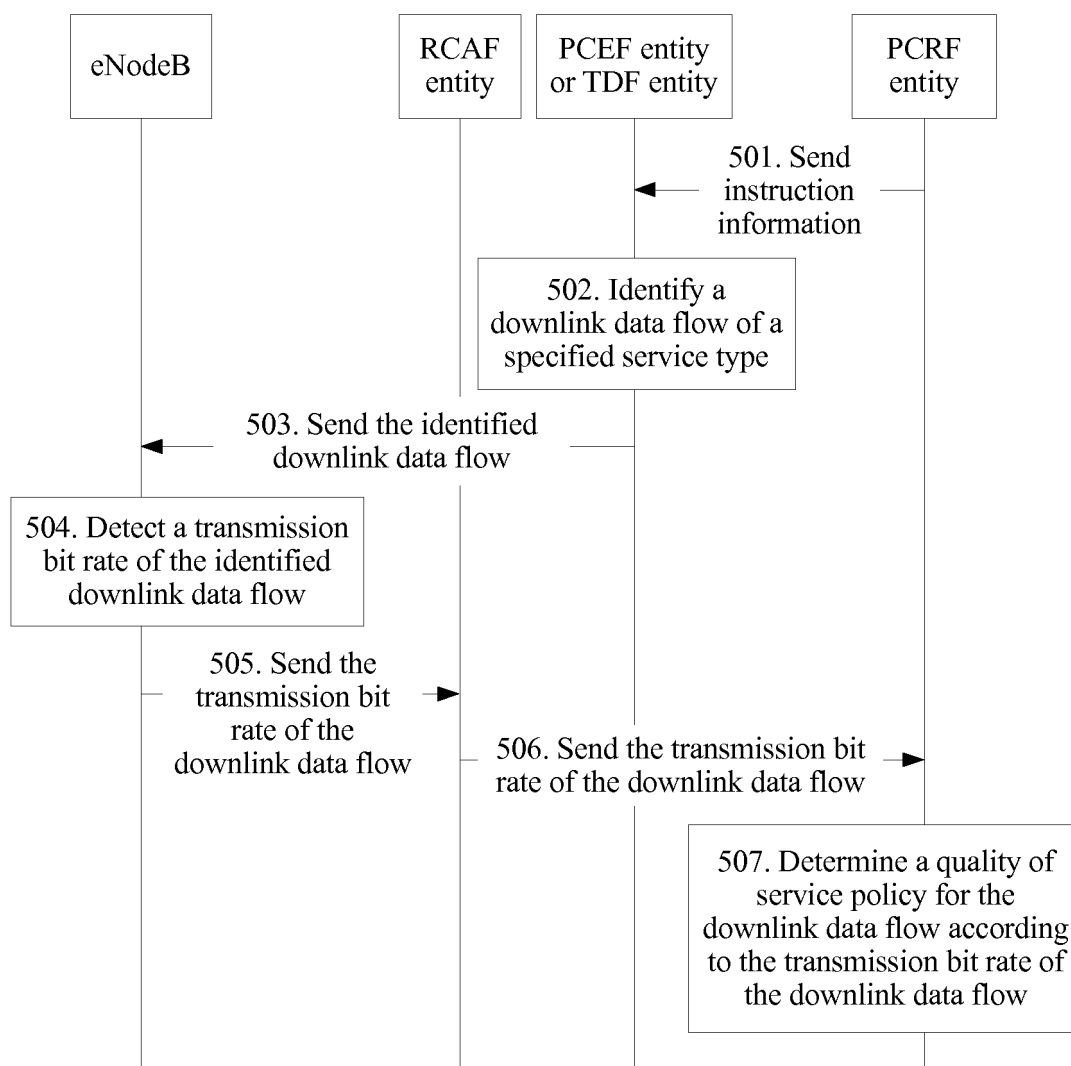 eNodeB
RCAF
entity
PCEF entity
or TDF entity
PCRF
entity
501. Send
instruction
information
502. Identify a
downlink data flow of a
specified service type
503. Send the identified
downlink data flow
504. Detect a transmission
bit rate of the identified
downlink data flow
505. Send the
transmission bit
rate of the
downlink data flow
506. Send the transmission bit
rate of the downlink data flow
507. Determine a quality of
service policy for the
downlink data flow according
to the transmission bit rate of
the downlink data flow